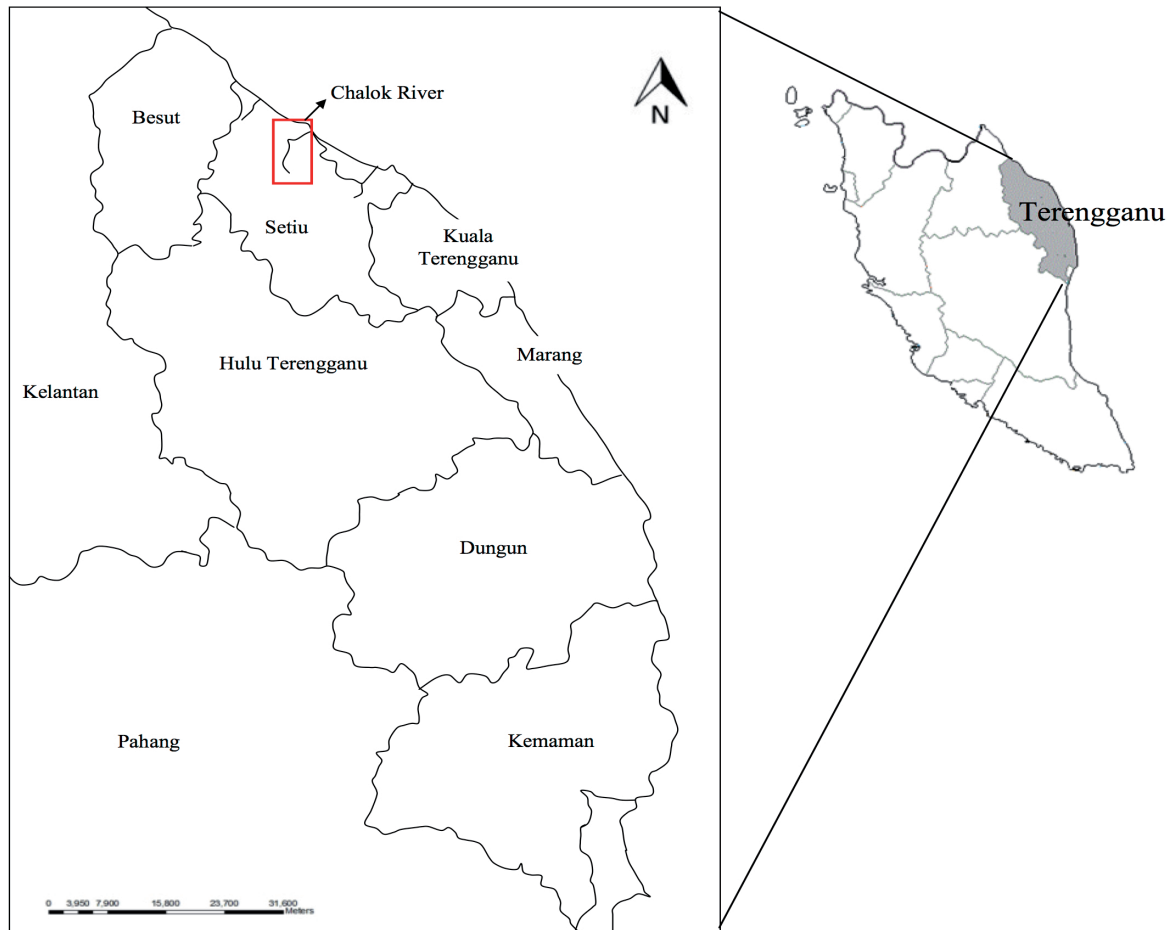 Chalok River
Besut
N
Setiu
Terengganu
Kuala
Terengganu
Hulu Terengganu
Marang
Kelantan
Dungun
Pahang
Kemaman
0 3,950 7,900 15,800 23,700 31,600
Meters